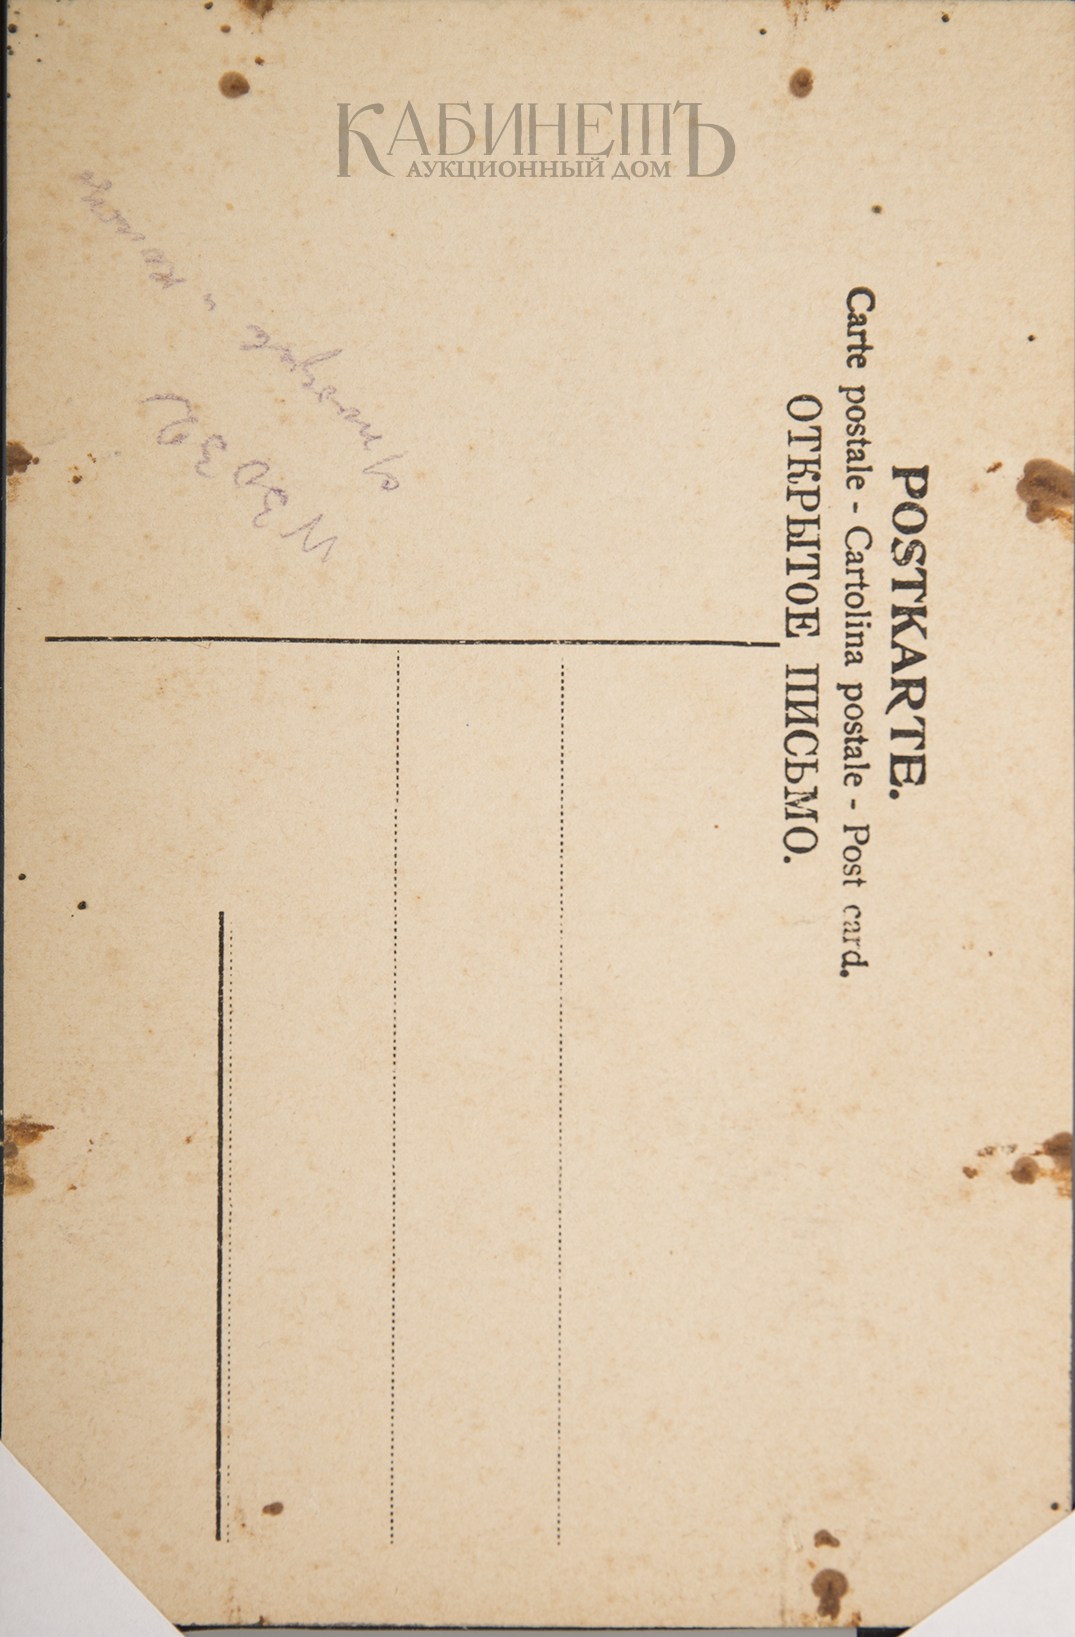 КАБИНЕТЪ
АУКЦИОННЫЙ ДОМ
POSTKARTE.
Carte postale - Cartolina postale - Post card.
ОТКРЫТОЕ ПИСЬМО.